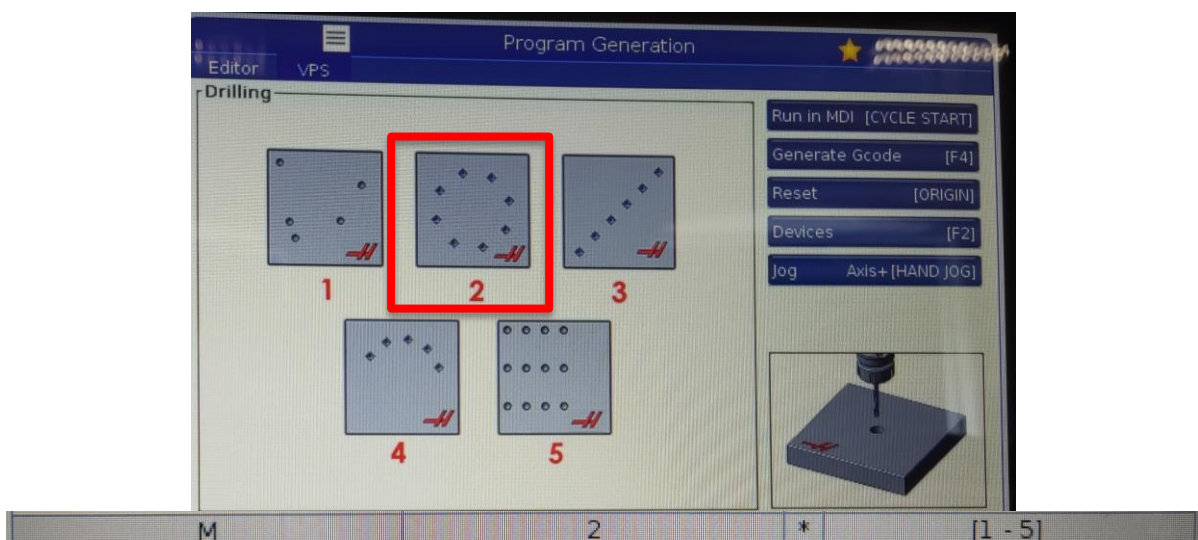 Program Generation
Editor VPS
Drilling
Run in MDI [CYCLE START]
Generate Gcode [F4]
Reset [ORIGIN]
Devices [F2]
Jog Axis+[HAND JOG]
1 2 3
4 5
M 2 * [1 - 5]